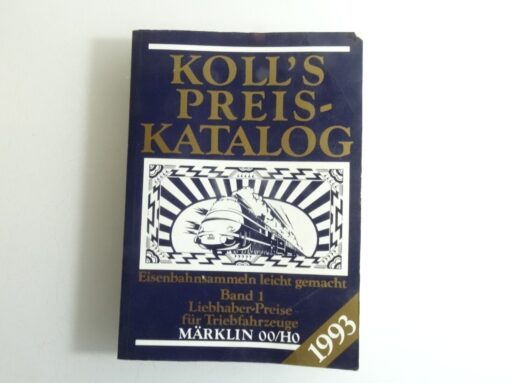 KOLL'S
PREIS-
KATALOG
Eisenbahnsammeln leicht gemacht
Band 1
Liebhaber-Preise
für Triebfahrzeuge
MÄRKLIN 00/H0
1993